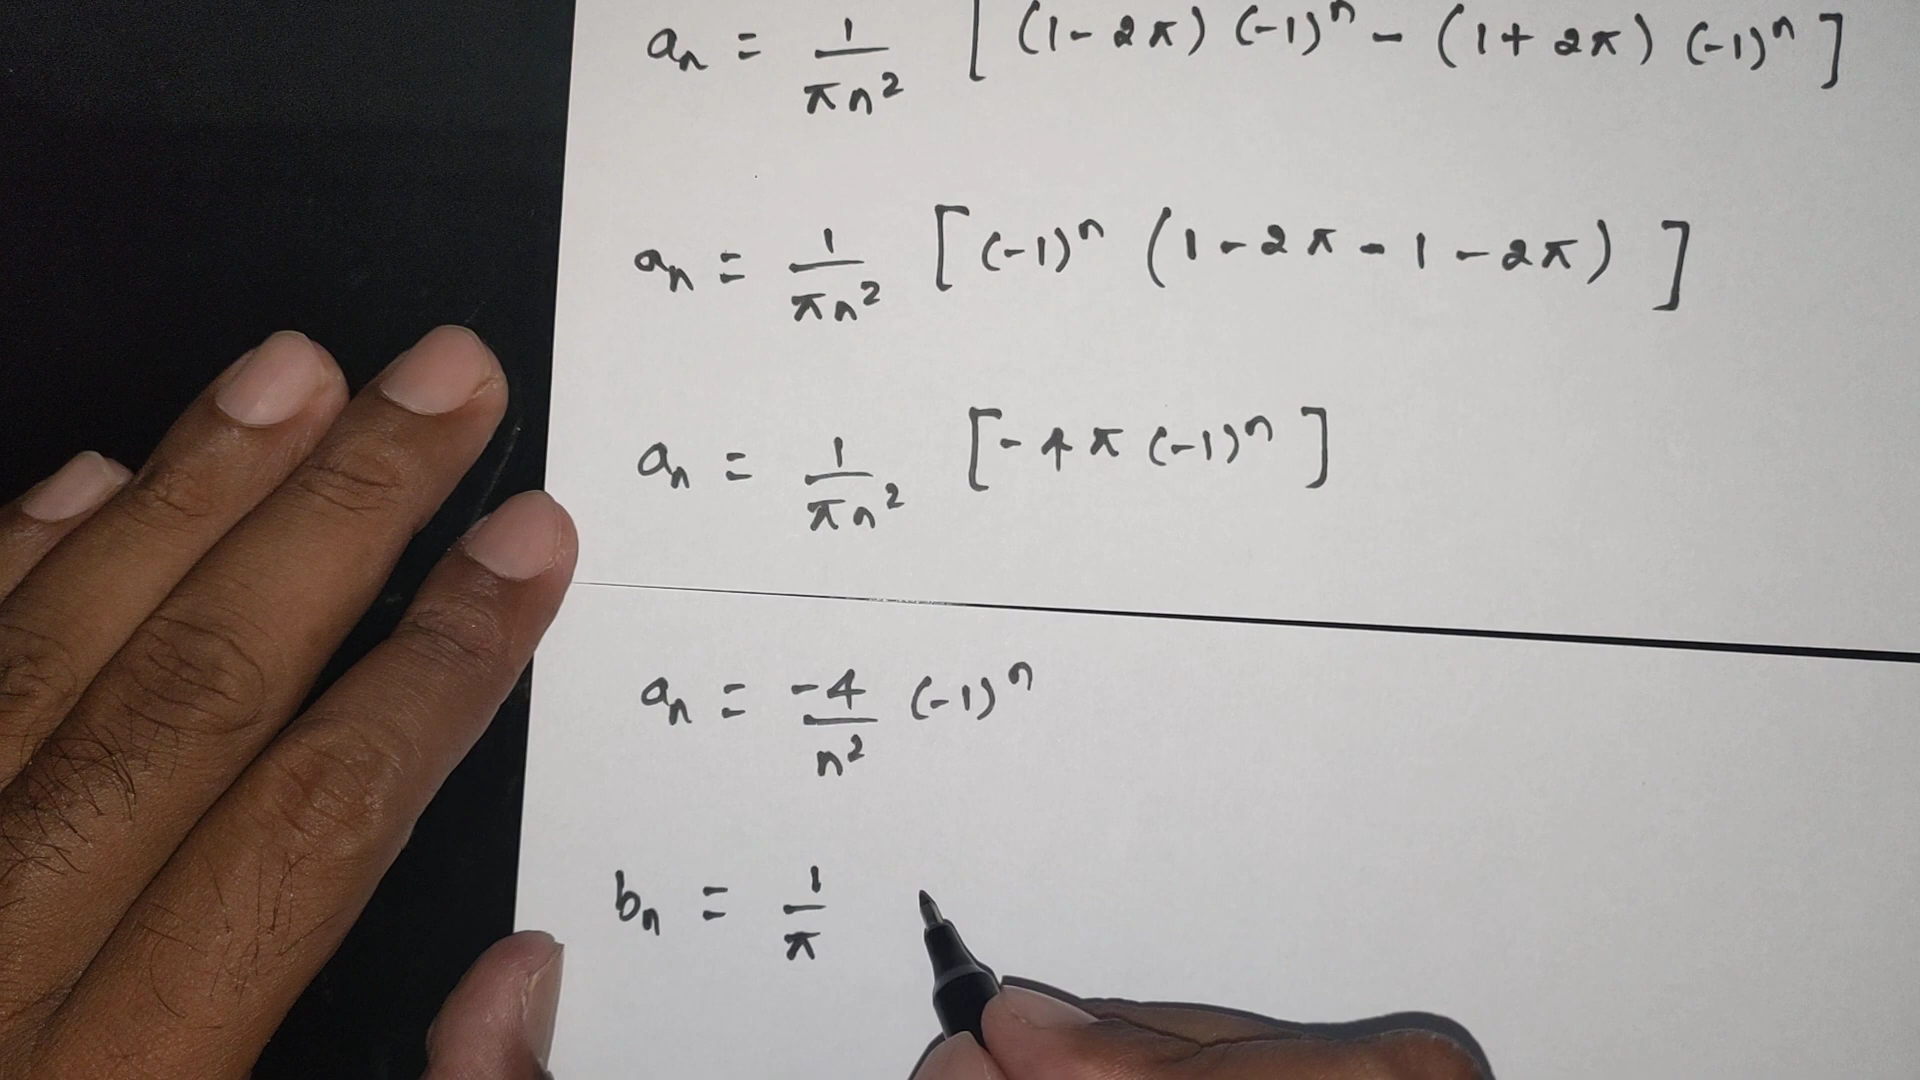 aₙ = 1/πn² [(1-2π) (-1)ⁿ - (1+2π) (-1)ⁿ]
aₙ = 1/πn² [(-1)ⁿ (1-2π-1-2π)]
aₙ = 1/πn² [-4π(-1)ⁿ]
aₙ = -4/n² (-1)ⁿ
bₙ = 1/π